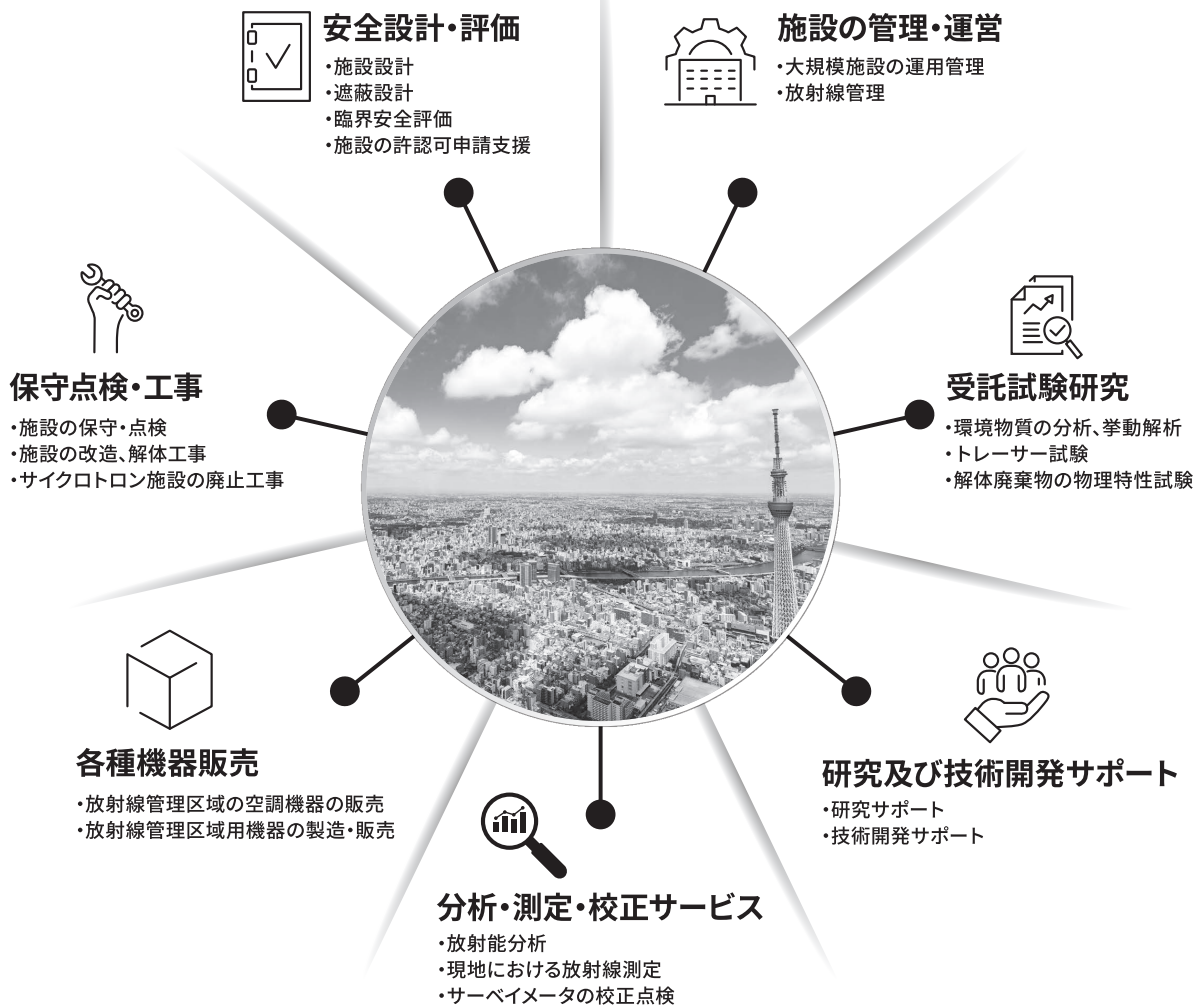 安全設計・評価
・施設設計
・遮蔽設計
・臨界安全評価
・施設の許認可申請支援
施設の管理・運営
・大規模施設の運用管理
・放射線管理
保守点検・工事
・施設の保守・点検
・施設の改造、解体工事
・サイクロトロン施設の廃止工事
受託試験研究
・環境物質の分析、挙動解析
・トレーサー試験
・解体廃棄物の物理特性試験
各種機器販売
・放射線管理区域の空調機器の販売
・放射線管理区域用機器の製造・販売
研究及び技術開発サポート
・研究サポート
・技術開発サポート
分析・測定・校正サービス
・放射能分析
・現地における放射線測定
・サーベイメータの校正点検